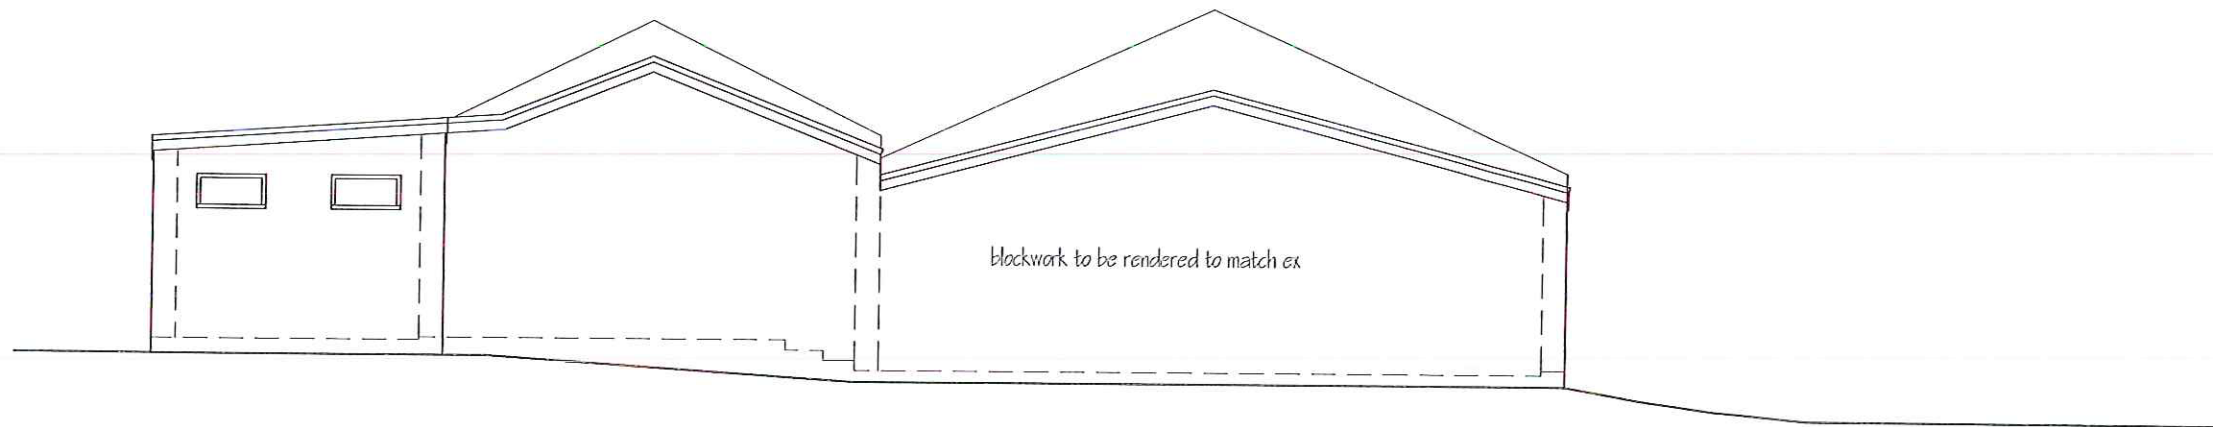 blockwork to be rendered to match ex